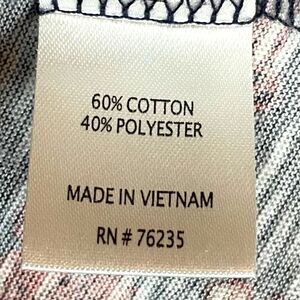 60% COTTON
40% POLYESTER
MADE IN VIETNAM
RN # 76235